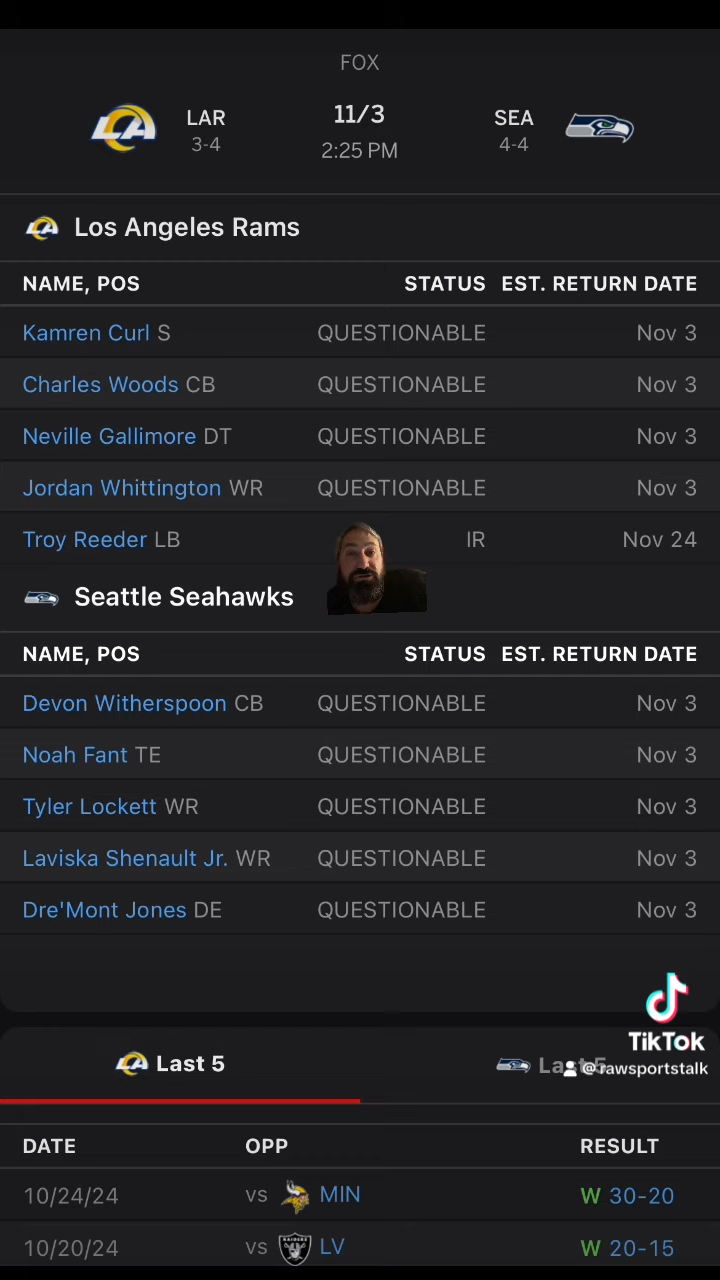 FOX
LAR 11/3 SEA
3-4 2:25 PM 4-4
Los Angeles Rams
NAME, POS STATUS EST. RETURN DATE
Kamren Curl S QUESTIONABLE Nov 3
Charles Woods CB QUESTIONABLE Nov 3
Neville Gallimore DT QUESTIONABLE Nov 3
Jordan Whittington WR QUESTIONABLE Nov 3
Troy Reeder LB IR Nov 24
Seattle Seahawks
NAME, POS STATUS EST. RETURN DATE
Devon Witherspoon CB QUESTIONABLE Nov 3
Noah Fant TE QUESTIONABLE Nov 3
Tyler Lockett WR QUESTIONABLE Nov 3
Laviska Shenault Jr. WR QUESTIONABLE Nov 3
Dre'Mont Jones DE QUESTIONABLE Nov 3
TikTok
@rawsportstalk
Last 5 Last 5
DATE OPP RESULT
10/24/24 vs MIN W 30-20
10/20/24 vs LV W 20-15